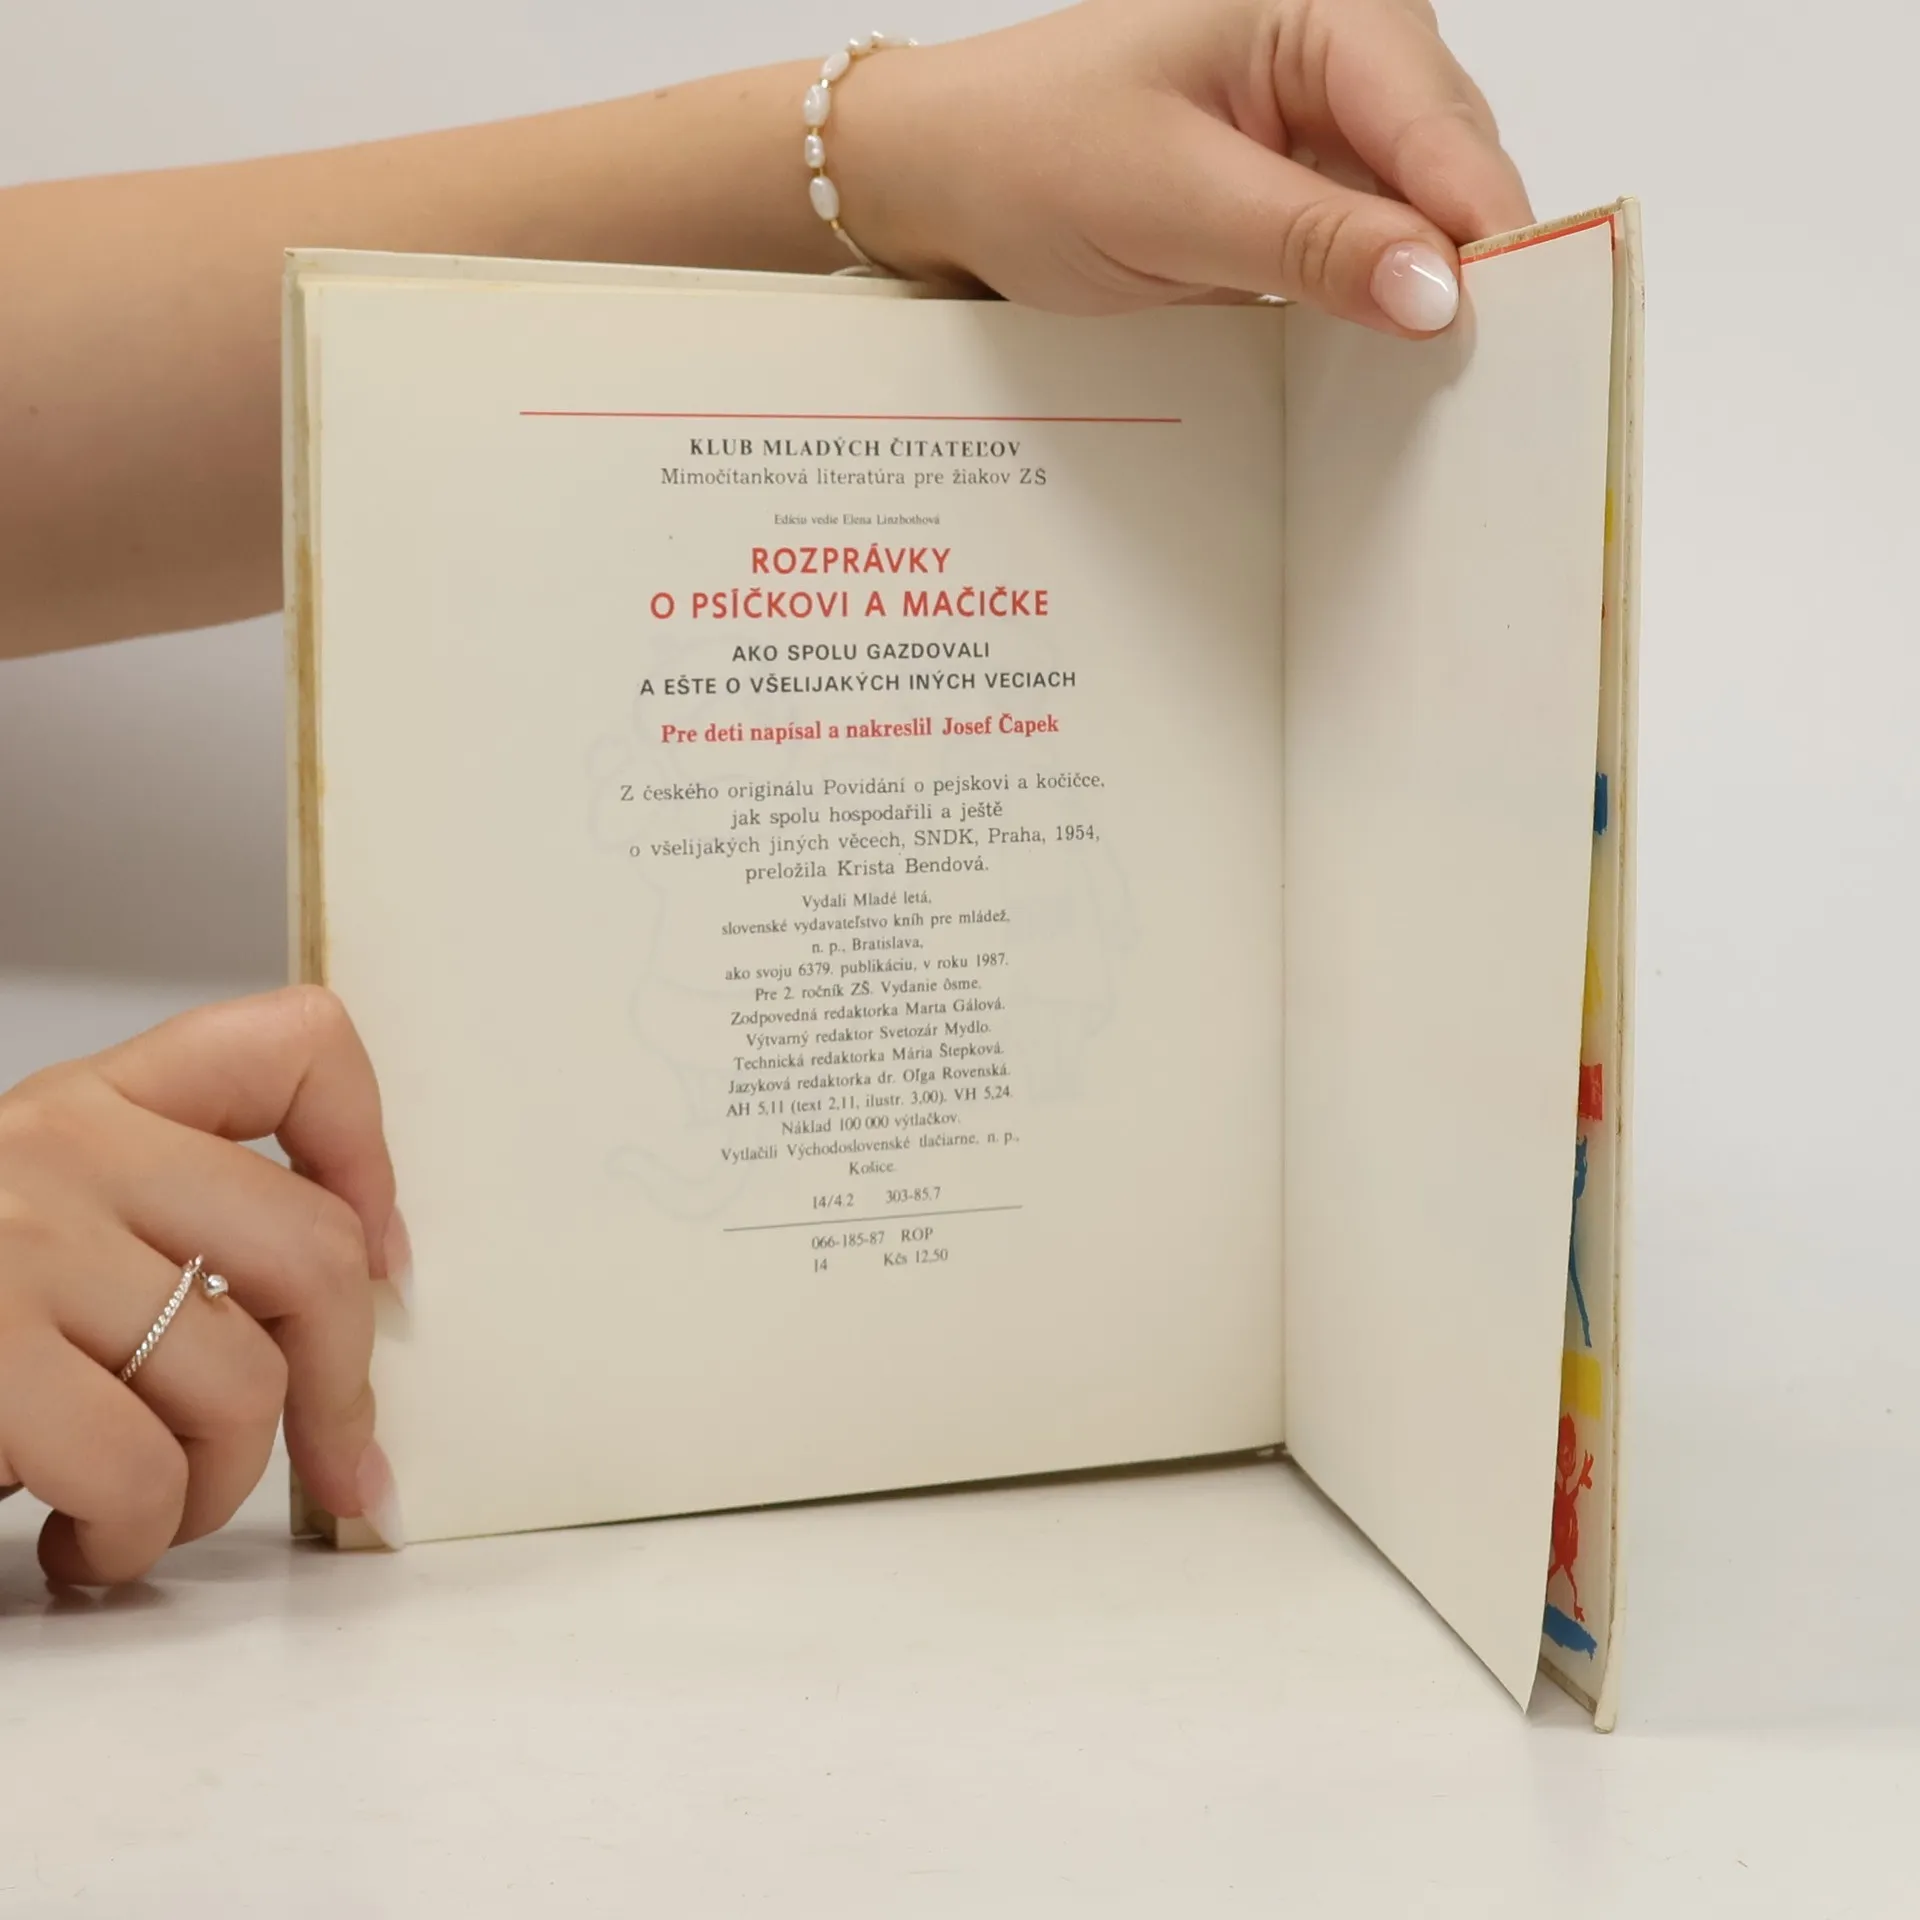 KLUB MLADÝCH ČITATEĽOV
Mimočítanková literatúra pre žiakov ZŠ
Edíciu vedie Elena Linzbothová
ROZPRÁVKY
O PSÍČKOVI A MAČIČKE
AKO SPOLU GAZDOVALI
A EŠTE O VŠELIJAKÝCH INÝCH VECIACH
Pre deti napísal a nakreslil Josef Čapek
Z českého originálu Povídání o pejskovi a kočičce,
jak spolu hospodařili a ještě
o všelijakých jiných věcech, SNDK, Praha, 1954,
preložila Krista Bendová.
Vydali Mladé letá,
slovenské vydavateľstvo kníh pre mládež,
n. p., Bratislava,
ako svoju 6379. publikáciu, v roku 1987.
Pre 2. ročník ZŠ. Vydanie ôsme.
Zodpovedná redaktorka Marta Gálová.
Výtvarný redaktor Svetozár Mydlo.
Technická redaktorka Mária Štepková.
Jazyková redaktorka dr. Oľga Rovenská.
AH 5,11 (text 2,11, ilustr. 3,00). VH 5,24.
Náklad 100 000 výtlačkov.
Vytlačili Východoslovenské tlačiarne, n. p.,
Košice.
14/4.2 303-85.7
066-185-87 ROP
14 Kčs 12.50